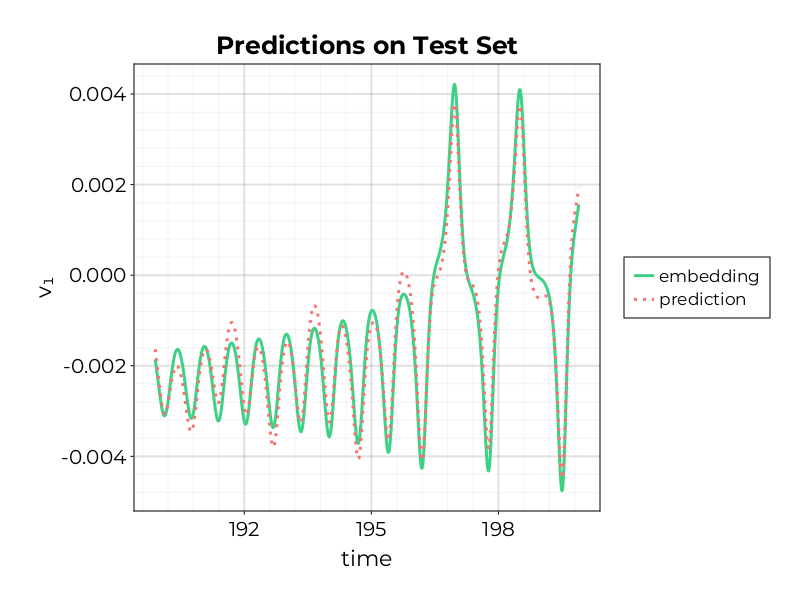 Predictions on Test Set
0.004
0.002
0.000
-0.002
-0.004
v₁
192 195 198
time
embedding
prediction